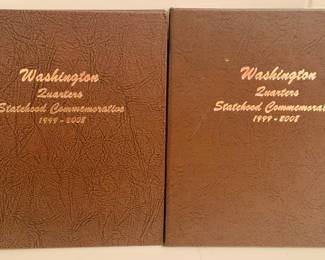 Washington
Quarters
Statehood Commemorative
1999-2008
Washington
Quarters
Statehood Commemorat
1999-2008